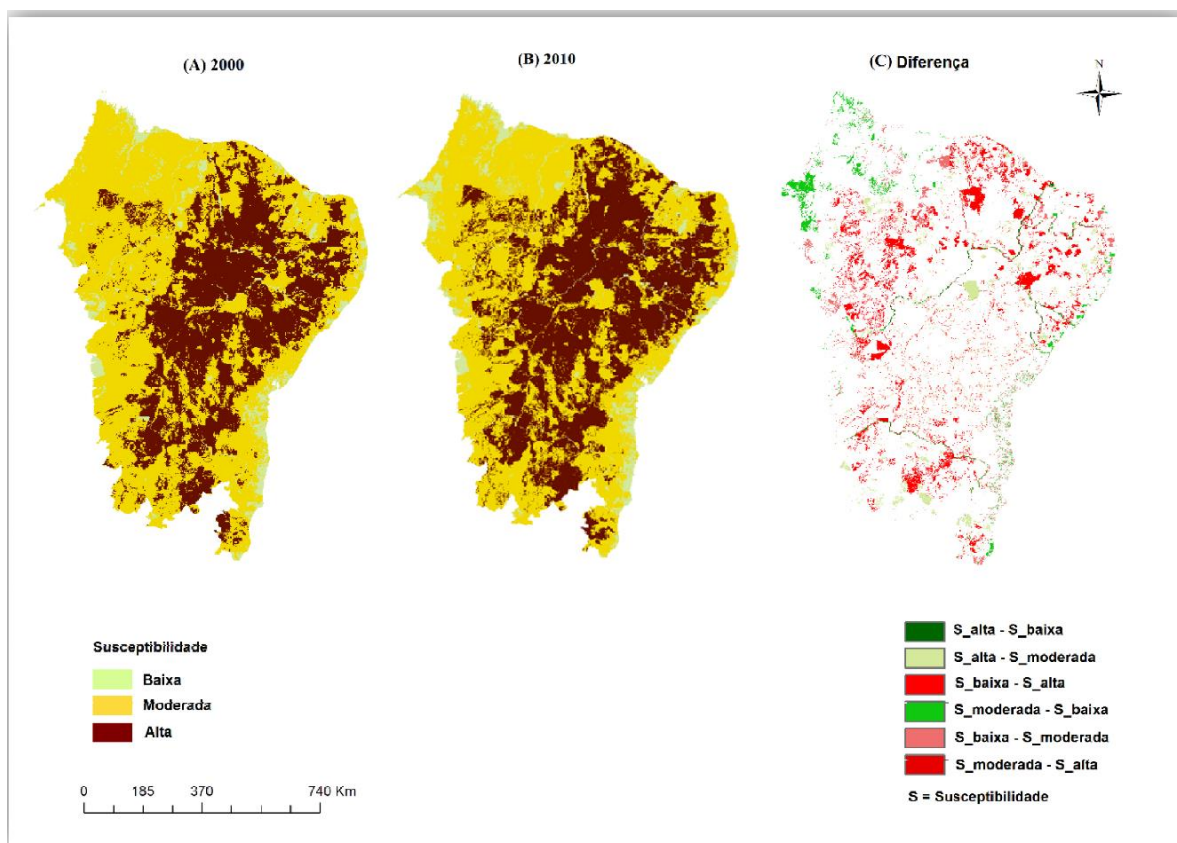 (A) 2000
(B) 2010
(C) Diferença
N
Susceptibilidade
Baixa
Moderada
Alta
0 185 370 740 Km
S_alta - S_baixa
S_alta - S_moderada
S_baixa - S_alta
S_moderada - S_baixa
S_baixa - S_moderada
S_moderada - S_alta
S = Susceptibilidade